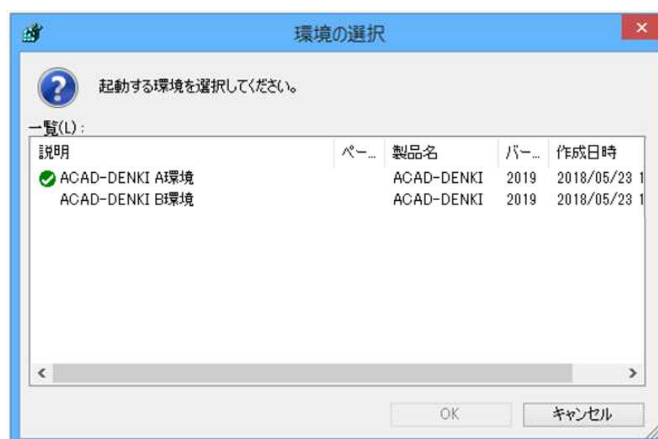 環境の選択
起動する環境を選択してください。
一覧(L):
説明 ペー... 製品名 バー... 作成日時
ACAD-DENKI A環境 ACAD-DENKI 2019 2018/05/23 1
ACAD-DENKI B環境 ACAD-DENKI 2019 2018/05/23 1
OK キャンセル